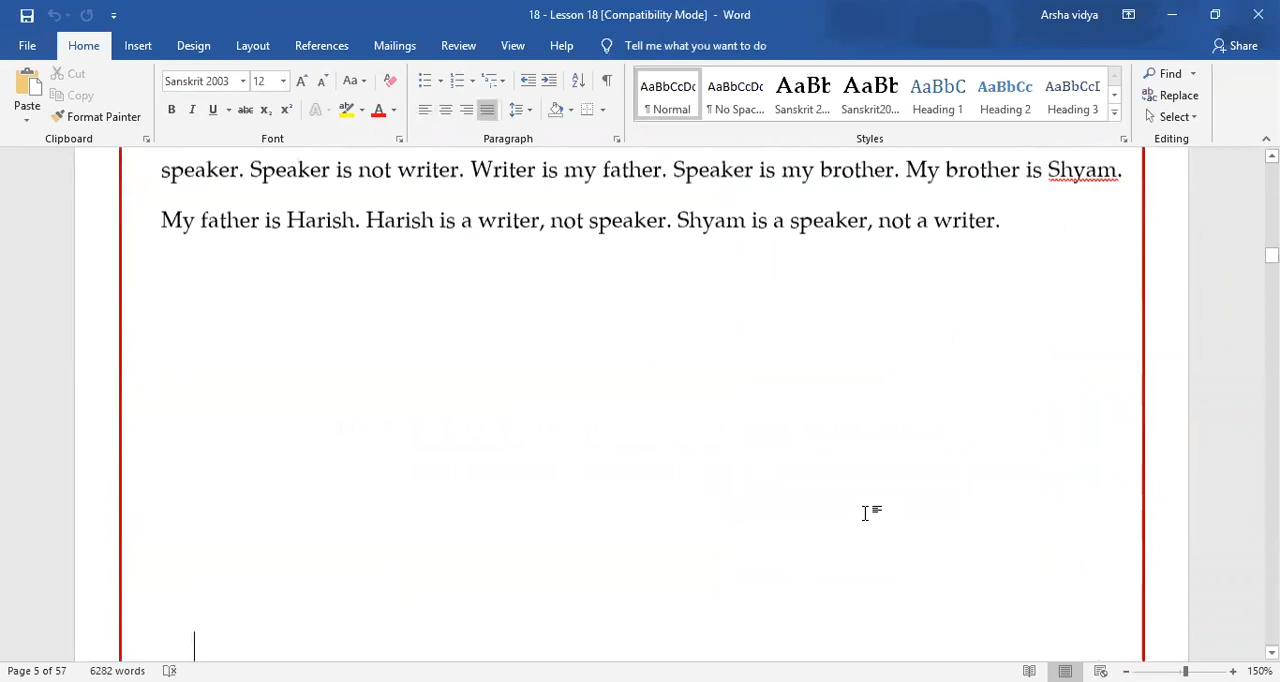 18 - Lesson 18 [Compatibility Mode] - Word
Arsha vidya
File Home Insert Design Layout References Mailings Review View Help Tell me what you want to do Share
Paste
Cut
Copy
Format Painter
Clipboard
Sanskrit 2003 12
Font
Paragraph
AaBbCcDc AaBbCcDc AaBb AaBb AaBbC AaBbCc AaBbCcI
¶ Normal ¶ No Spac... Sanskrit 2... Sanskrit20... Heading 1 Heading 2 Heading 3
Styles
Find
Replace
Select
Editing
speaker. Speaker is not writer. Writer is my father. Speaker is my brother. My brother is Shyam.
My father is Harish. Harish is a writer, not speaker. Shyam is a speaker, not a writer.
Page 5 of 57 6282 words 150%